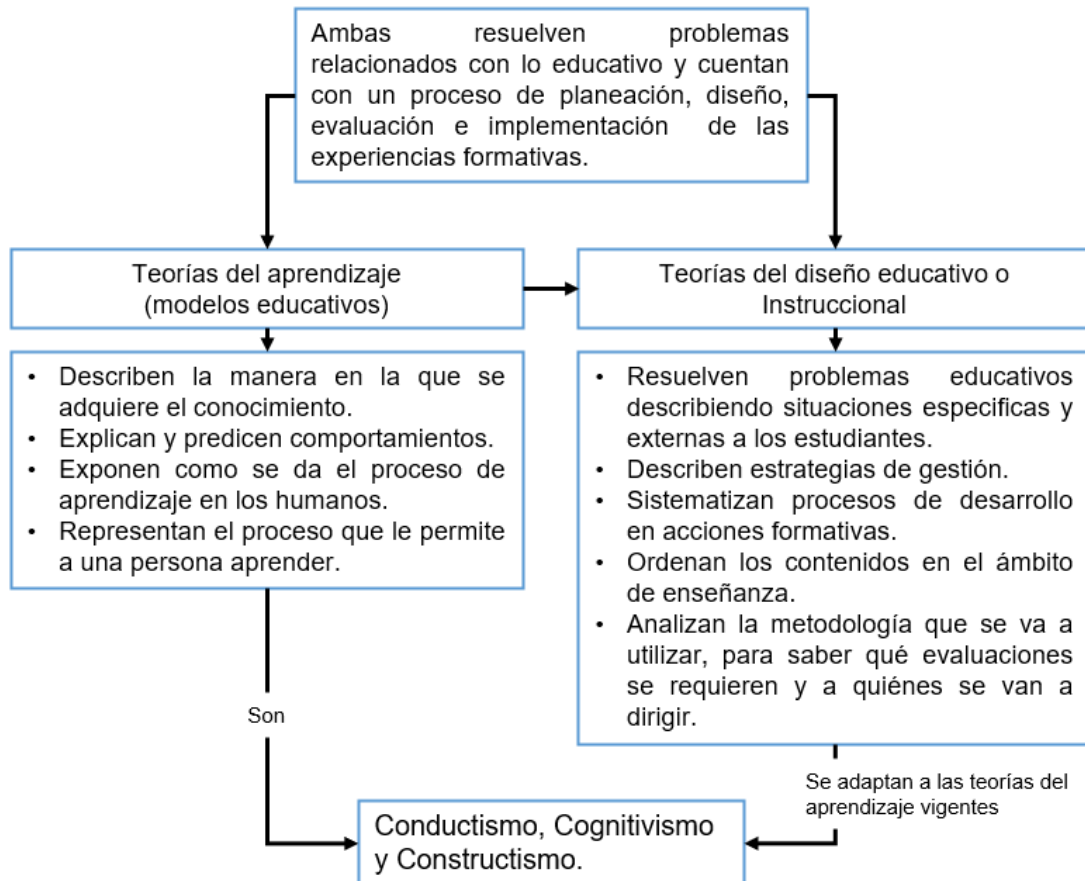 Ambas resuelven problemas
relacionados con lo educativo y cuentan
con un proceso de planeación, diseño,
evaluación e implementación de las
experiencias formativas.
Teorías del aprendizaje
(modelos educativos)
Teorías del diseño educativo o
Instruccional
• Describen la manera en la que se
adquiere el conocimiento.
• Explican y predicen comportamientos.
• Exponen como se da el proceso de
aprendizaje en los humanos.
• Representan el proceso que le permite
a una persona aprender.
• Resuelven problemas educativos
describiendo situaciones especificas y
externas a los estudiantes.
• Describen estrategias de gestión.
• Sistematizan procesos de desarrollo
en acciones formativas.
• Ordenan los contenidos en el ámbito
de enseñanza.
• Analizan la metodología que se va a
utilizar, para saber qué evaluaciones
se requieren y a quiénes se van a
dirigir.
Son
Se adaptan a las teorías del
aprendizaje vigentes
Conductismo, Cognitivismo
y Constructismo.